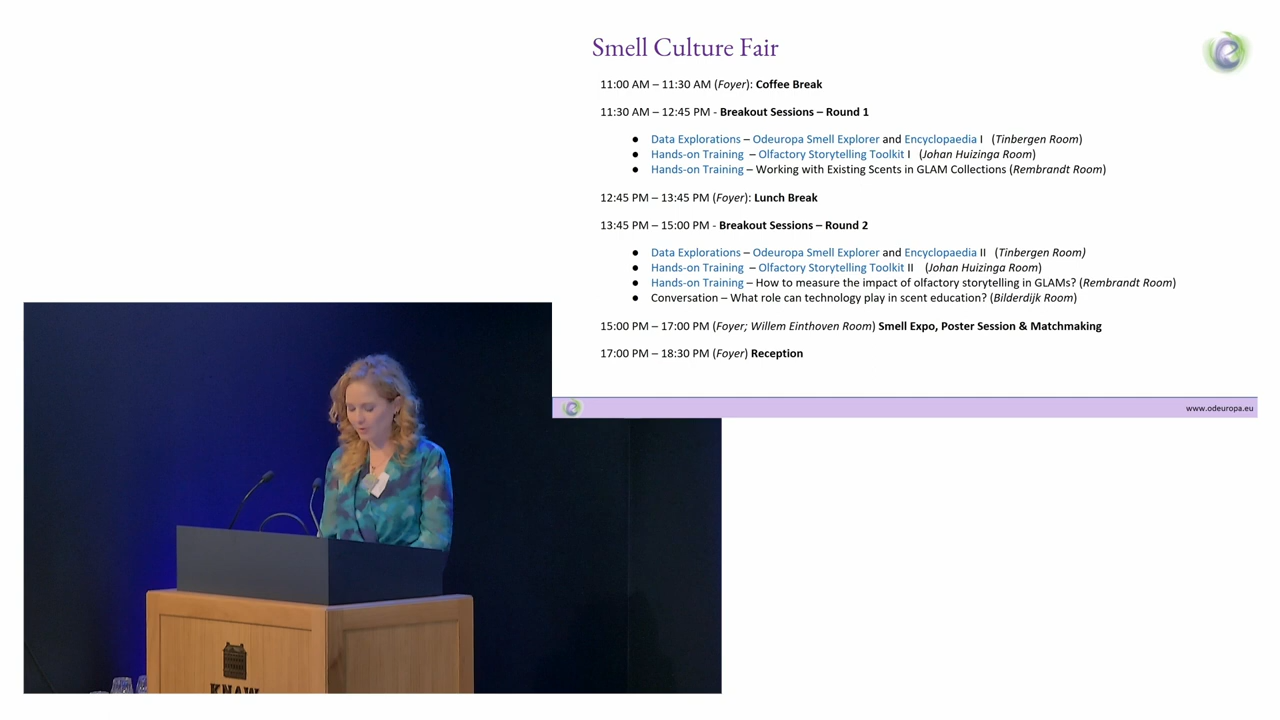 Smell Culture Fair
11:00 AM – 11:30 AM (Foyer): Coffee Break
11:30 AM – 12:45 PM - Breakout Sessions – Round 1
● Data Explorations – Odeuropa Smell Explorer and Encyclopaedia I (Tinbergen Room)
● Hands-on Training – Olfactory Storytelling Toolkit I (Johan Huizinga Room)
● Hands-on Training – Working with Existing Scents in GLAM Collections (Rembrandt Room)
12:45 PM – 13:45 PM (Foyer): Lunch Break
13:45 PM – 15:00 PM - Breakout Sessions – Round 2
● Data Explorations – Odeuropa Smell Explorer and Encyclopaedia II (Tinbergen Room)
● Hands-on Training – Olfactory Storytelling Toolkit II (Johan Huizinga Room)
● Hands-on Training – How to measure the impact of olfactory storytelling in GLAMs? (Rembrandt Room)
● Conversation – What role can technology play in scent education? (Bilderdijk Room)
15:00 PM – 17:00 PM (Foyer; Willem Einthoven Room) Smell Expo, Poster Session & Matchmaking
17:00 PM – 18:30 PM (Foyer) Reception
www.odeuropa.eu
KNAW